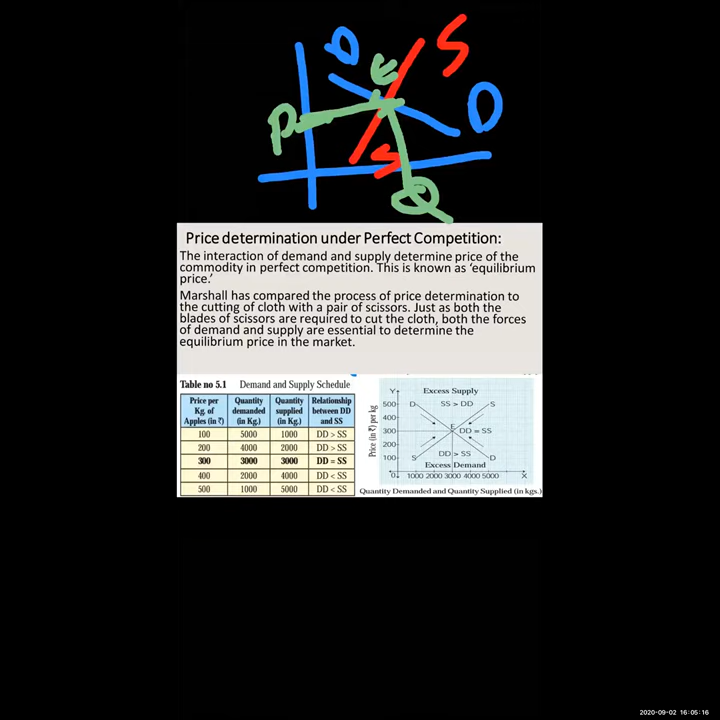 D
S
E
D
P
S
Q
Price determination under Perfect Competition:
The interaction of demand and supply determine price of the
commodity in perfect competition. This is known as ‘equilibrium
price.’
Marshall has compared the process of price determination to
the cutting of cloth with a pair of scissors. Just as both the
blades of scissors are required to cut the cloth, both the forces
of demand and supply are essential to determine the
equilibrium price in the market.
Table no 5.1 Demand and Supply Schedule
Price per Kg. of Apples (in ₹) Quantity demanded (in Kg.) Quantity supplied (in Kg.) Relationship between DD and SS
100 5000 1000 DD > SS
200 4000 2000 DD > SS
300 3000 3000 DD = SS
400 2000 4000 DD < SS
500 1000 5000 DD < SS
Y
Excess Supply
500 D SS > DD S
400
300 E DD = SS
200 DD > SS
100 S D
Excess Demand
0 1000 2000 3000 4000 5000 X
Price (in ₹) per kg
Quantity Demanded and Quantity Supplied (in kgs.)
2020-09-02 16:05:16